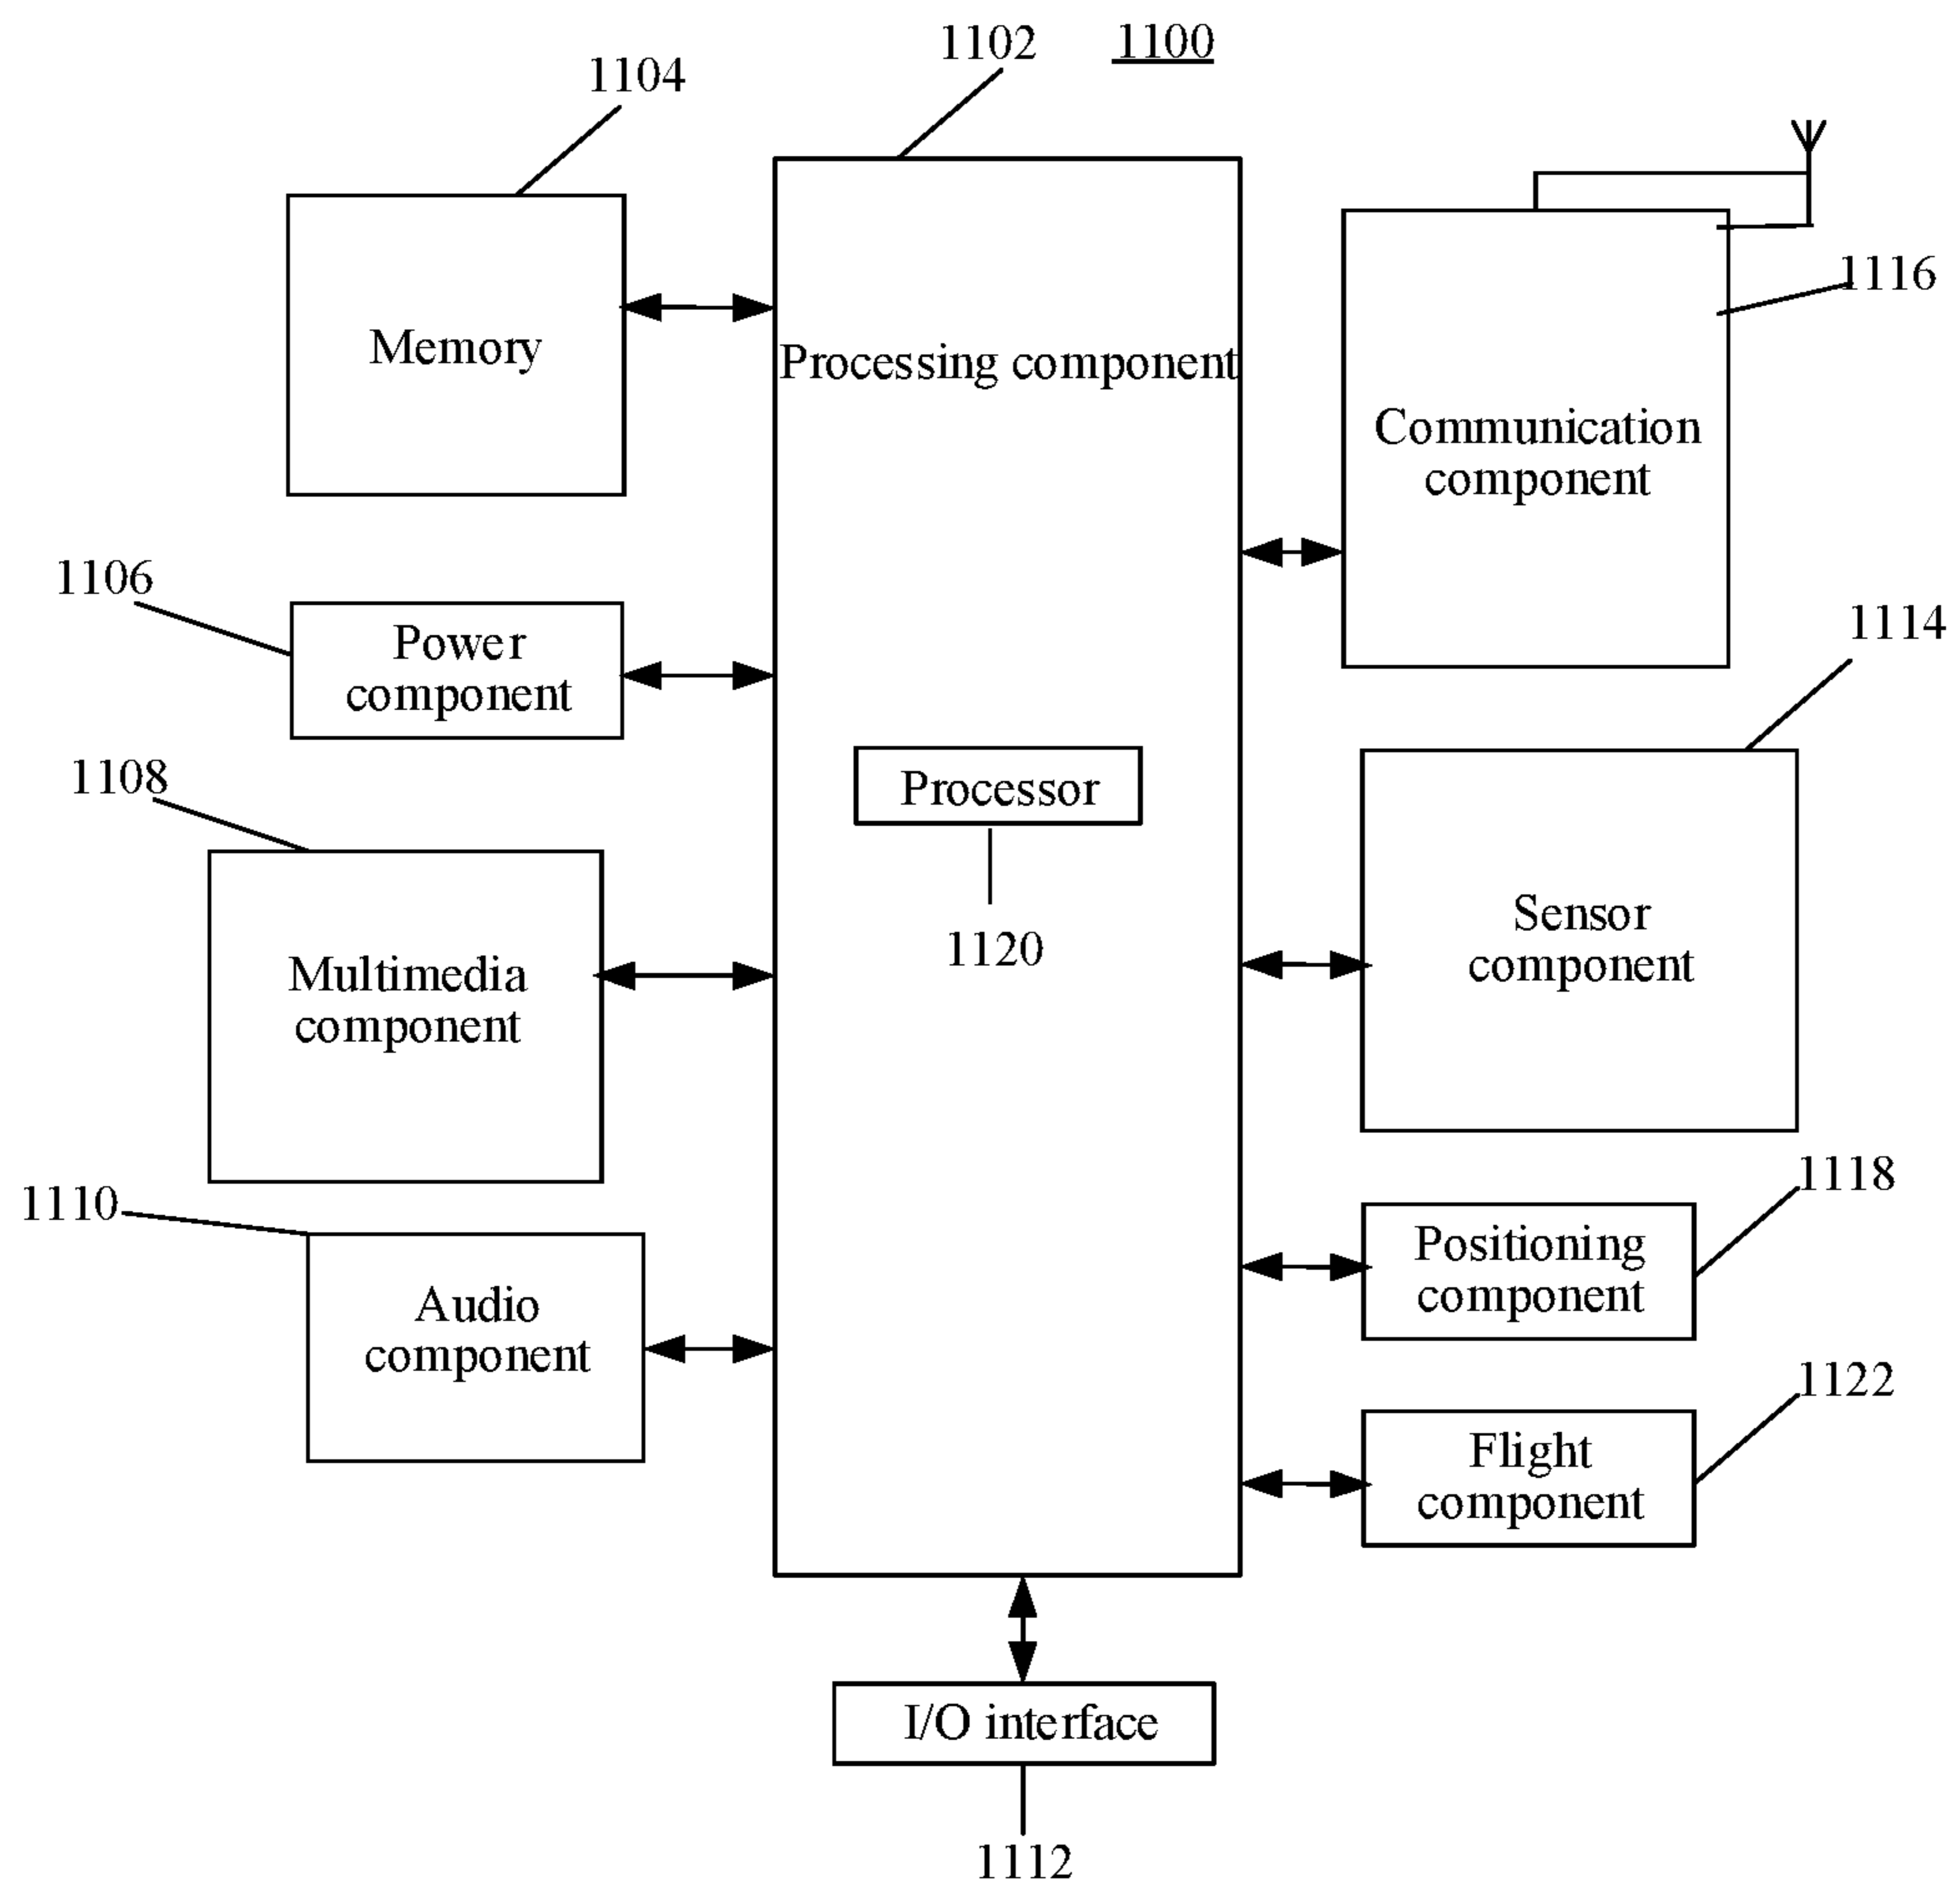 1102
1100
1104
1116
Memory
Processing component
Communication
component
1106
1114
Power
component
1108
Processor
Sensor
component
1120
Multimedia
component
1118
1110
Positioning
component
Audio
component
1122
Flight
component
I/O interface
1112